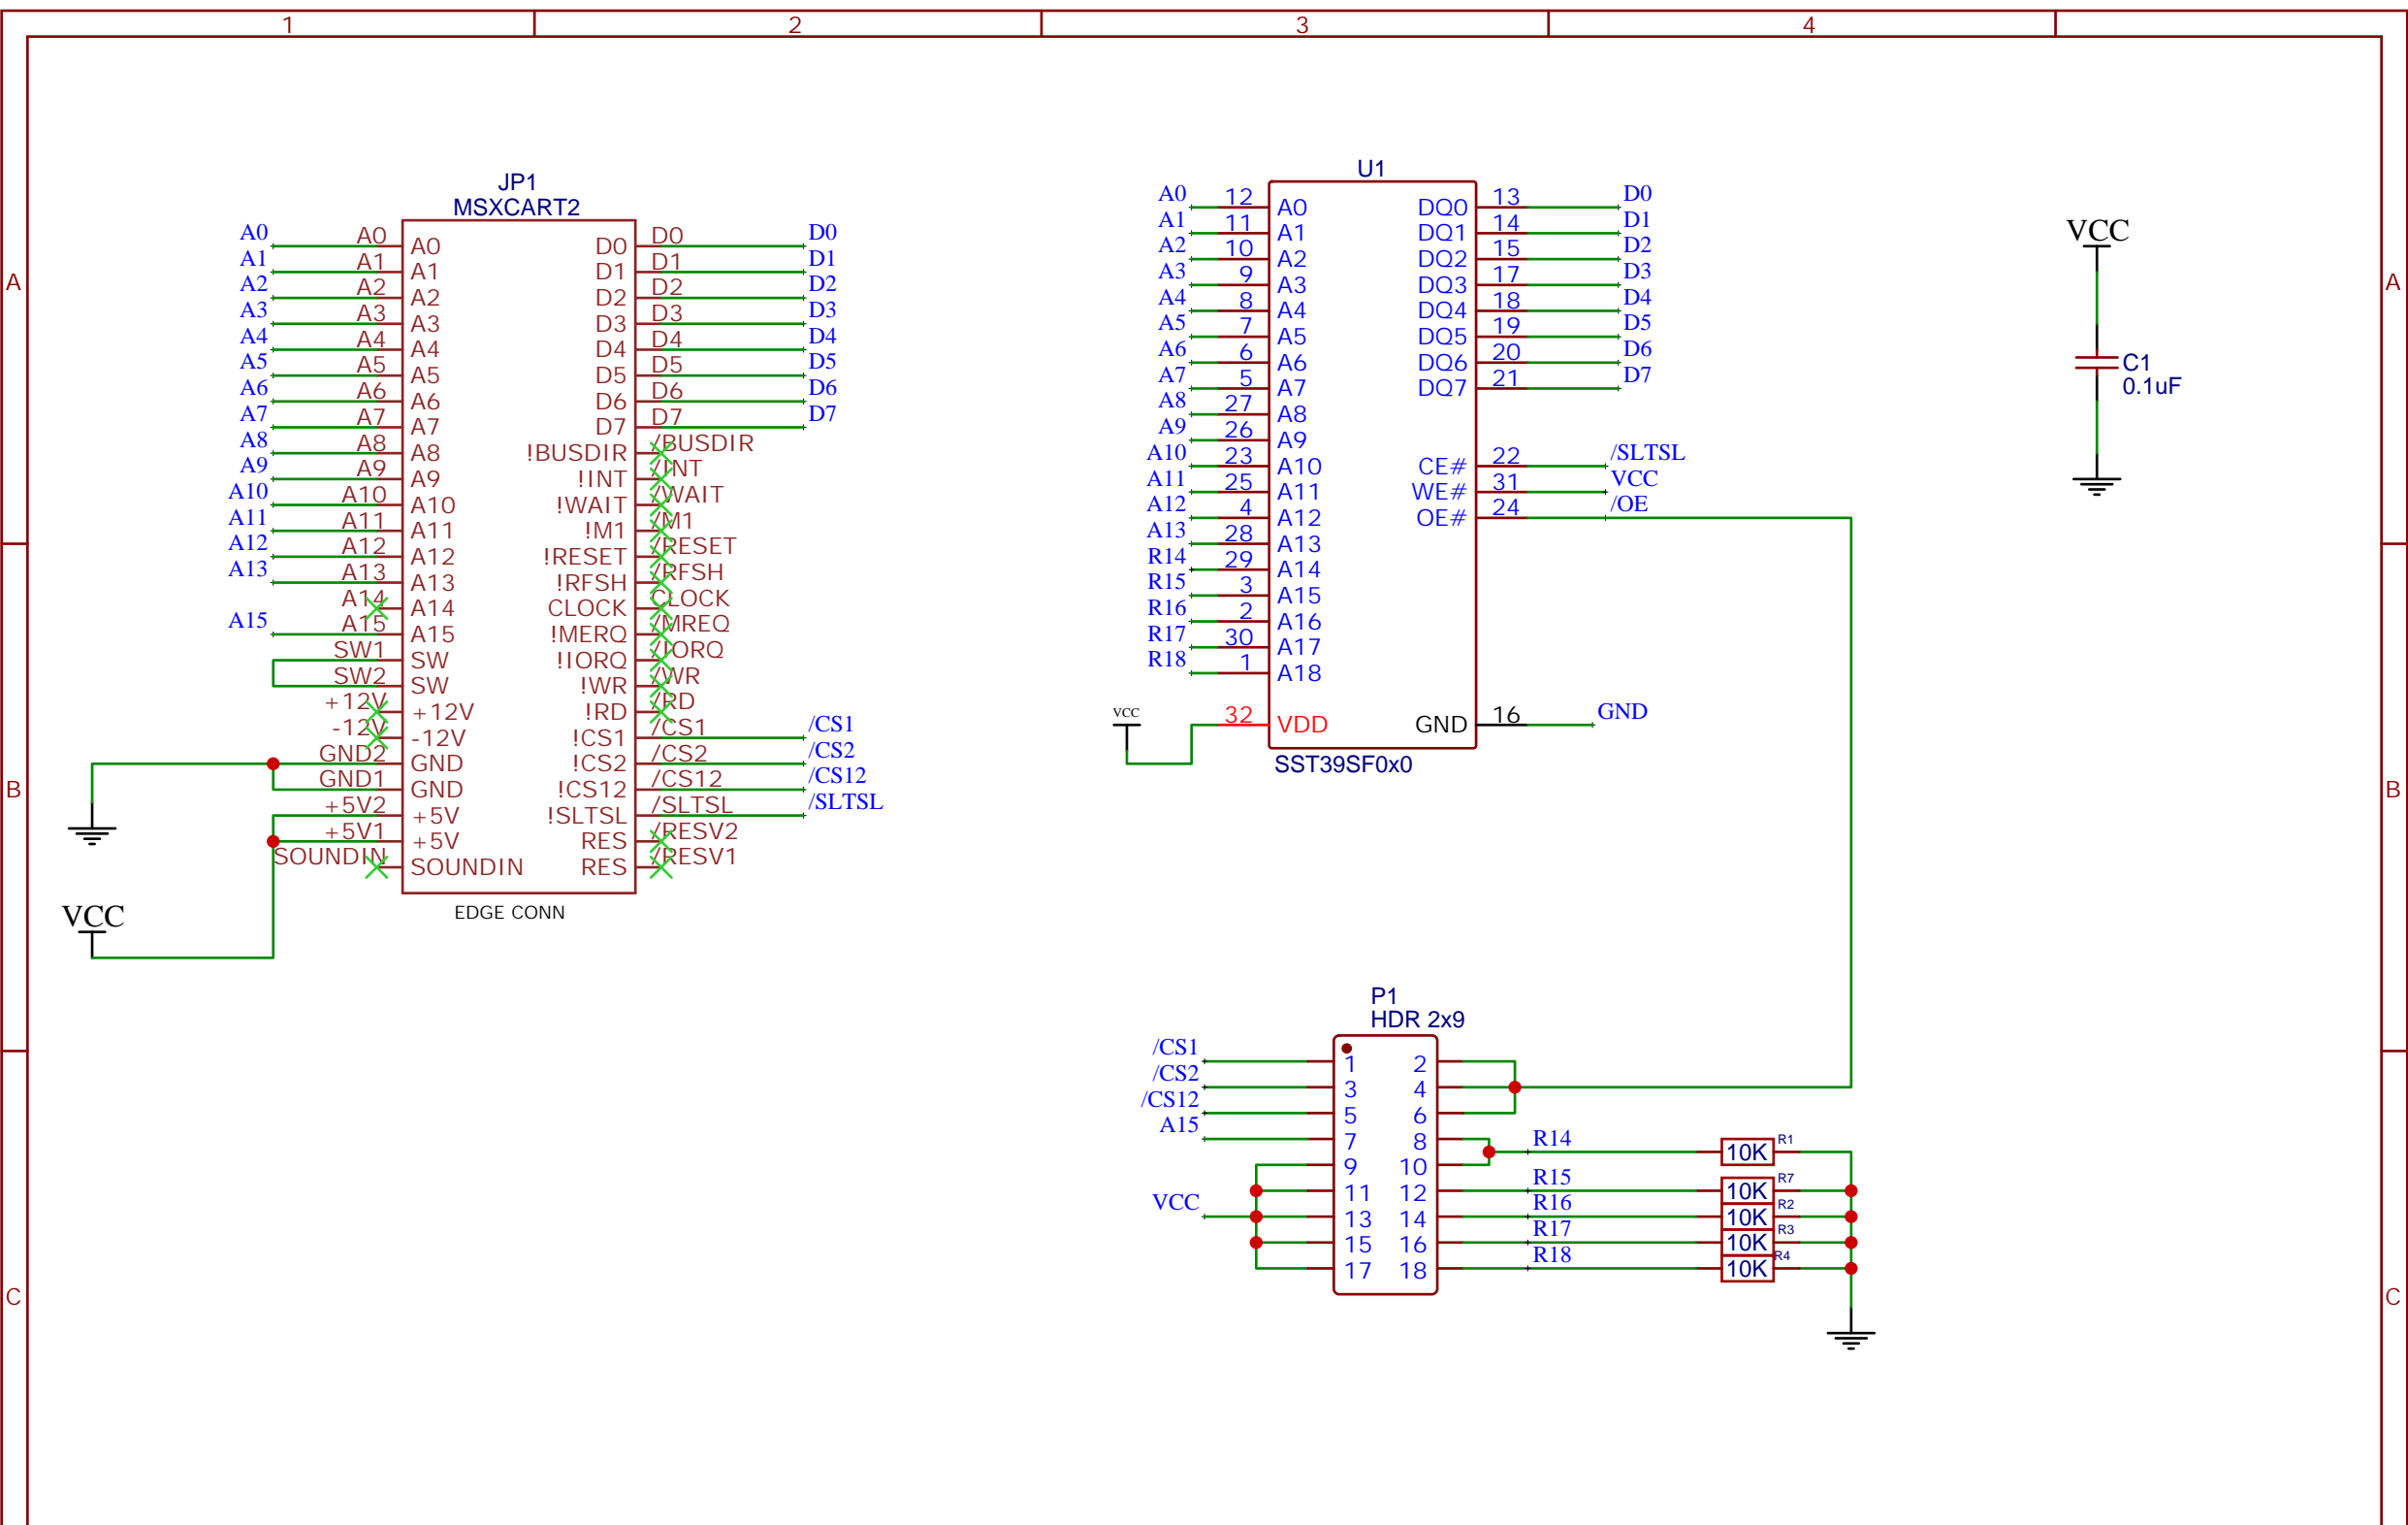 1 2 3 4
A A
B B
C C
JP1
MSXCART2
A0 A0 A0 D0 D0 D0
A1 A1 A1 D1 D1 D1
A2 A2 A2 D2 D2 D2
A3 A3 A3 D3 D3 D3
A4 A4 A4 D4 D4 D4
A5 A5 A5 D5 D5 D5
A6 A6 A6 D6 D6 D6
A7 A7 A7 D7 D7 D7
A8 A8 A8 !BUSDIR /BUSDIR
A9 A9 A9 !INT /INT
A10 A10 A10 !WAIT /WAIT
A11 A11 A11 !M1 /M1
A12 A12 A12 !RESET /RESET
A13 A13 A13 !RFSH /RFSH
A14 A14 CLOCK CLOCK
A15 A15 A15 !MERQ /MREQ
SW1 SW !IORQ /IORQ
SW2 SW !WR /WR
+12V +12V !RD /RD
-12V -12V !CS1 /CS1 /CS1
GND2 GND !CS2 /CS2 /CS2
GND1 GND !CS12 /CS12 /CS12
+5V2 +5V !SLTSL /SLTSL /SLTSL
+5V1 +5V RES /RESV2
SOUNDIN SOUNDIN RES /RESV1
EDGE CONN
VCC
U1
A0 12 A0 DQ0 13 D0
A1 11 A1 DQ1 14 D1
A2 10 A2 DQ2 15 D2
A3 9 A3 DQ3 17 D3
A4 8 A4 DQ4 18 D4
A5 7 A5 DQ5 19 D5
A6 6 A6 DQ6 20 D6
A7 5 A7 DQ7 21 D7
A8 27 A8
A9 26 A9
A10 23 A10 CE# 22 /SLTSL
A11 25 A11 WE# 31 VCC
A12 4 A12 OE# 24 /OE
A13 28 A13
R14 29 A14
R15 3 A15
R16 2 A16
R17 30 A17
R18 1 A18
VCC 32 VDD GND 16 GND
SST39SF0x0
VCC
C1
0.1uF
P1
HDR 2x9
/CS1 1 2
/CS2 3 4
/CS12 5 6
A15 7 8 R14 10K R1
9 10
11 12 R15 10K R7
VCC 13 14 R16 10K R2
15 16 R17 10K R3
17 18 R18 10K R4